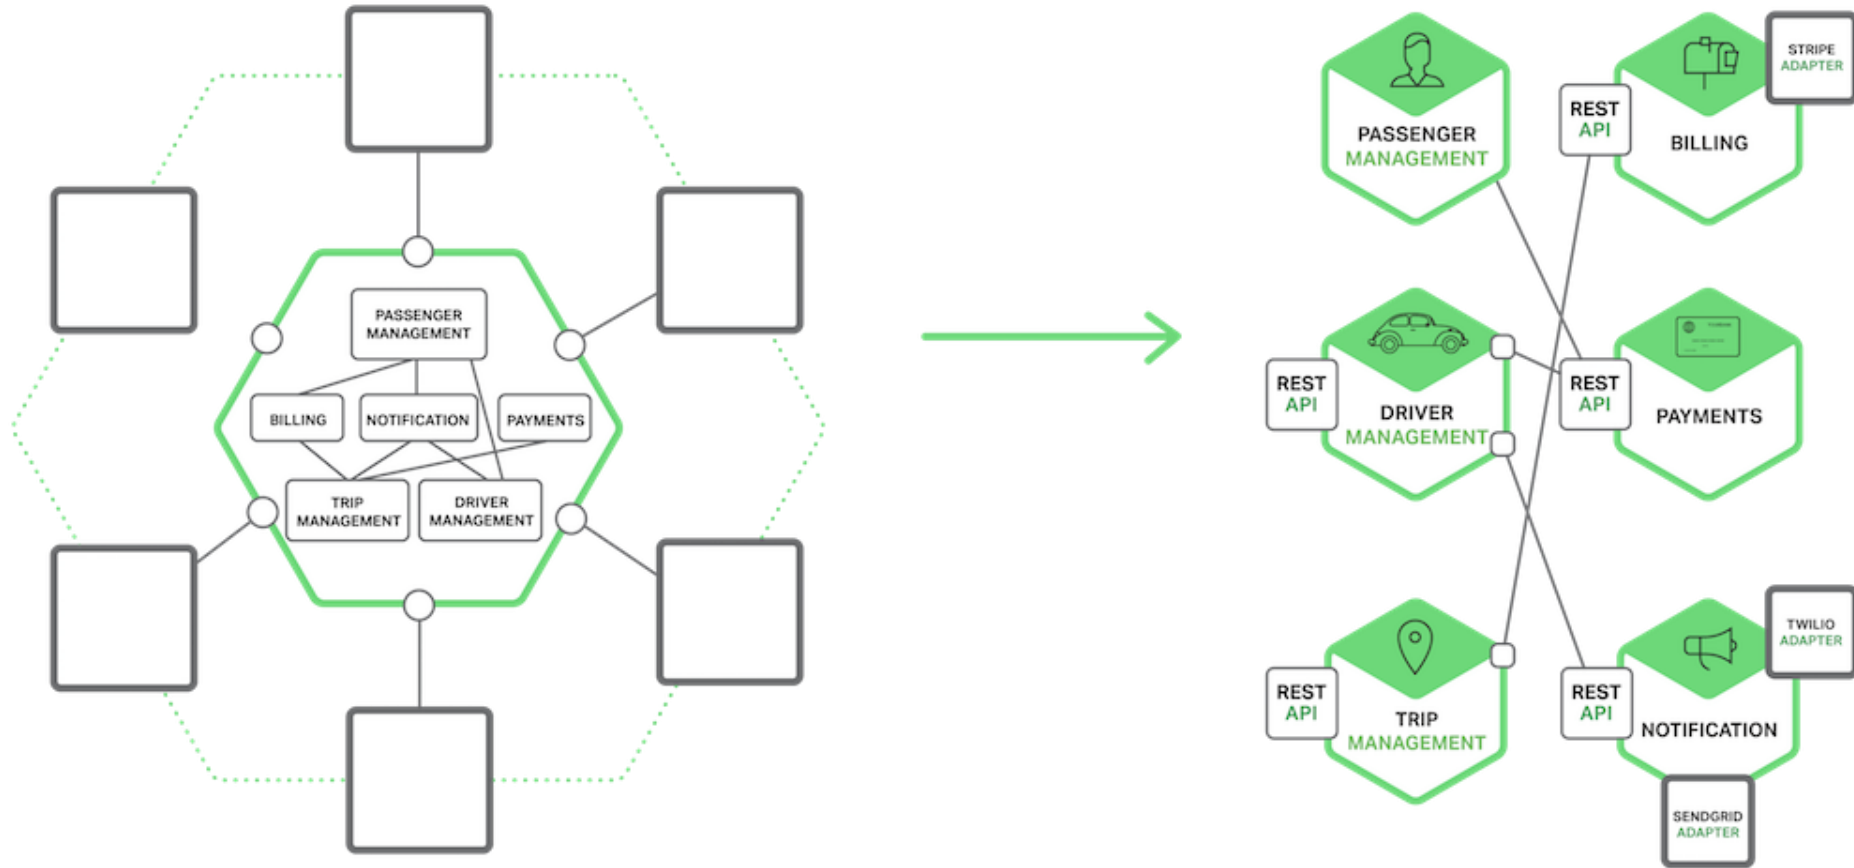 PASSENGER
MANAGEMENT
BILLING
NOTIFICATION
PAYMENTS
TRIP
MANAGEMENT
DRIVER
MANAGEMENT
PASSENGER
MANAGEMENT
REST
API
BILLING
STRIPE
ADAPTER
REST
API
DRIVER
MANAGEMENT
REST
API
PAYMENTS
REST
API
TRIP
MANAGEMENT
REST
API
NOTIFICATION
TWILIO
ADAPTER
SENDGRID
ADAPTER